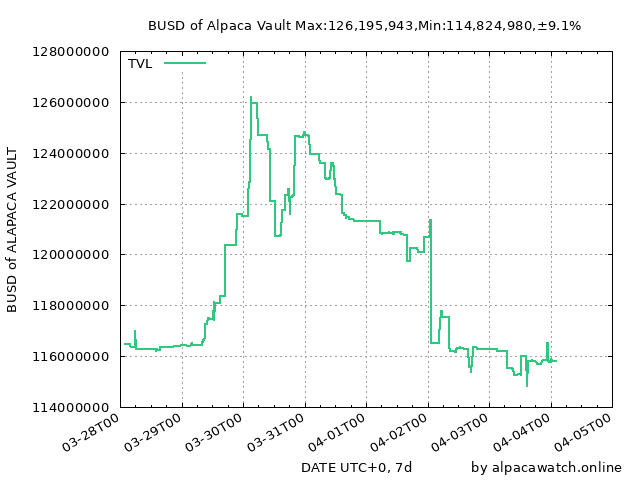 BUSD of Alpaca Vault Max:126,195,943,Min:114,824,980,±9.1%
128000000
TVL
126000000
124000000
122000000
120000000
118000000
116000000
114000000
BUSD of ALAPACA VAULT
03-28T00
03-29T00
03-30T00
03-31T00
04-01T00
04-02T00
04-03T00
04-04T00
04-05T00
DATE UTC+0, 7d
by alpacawatch.online